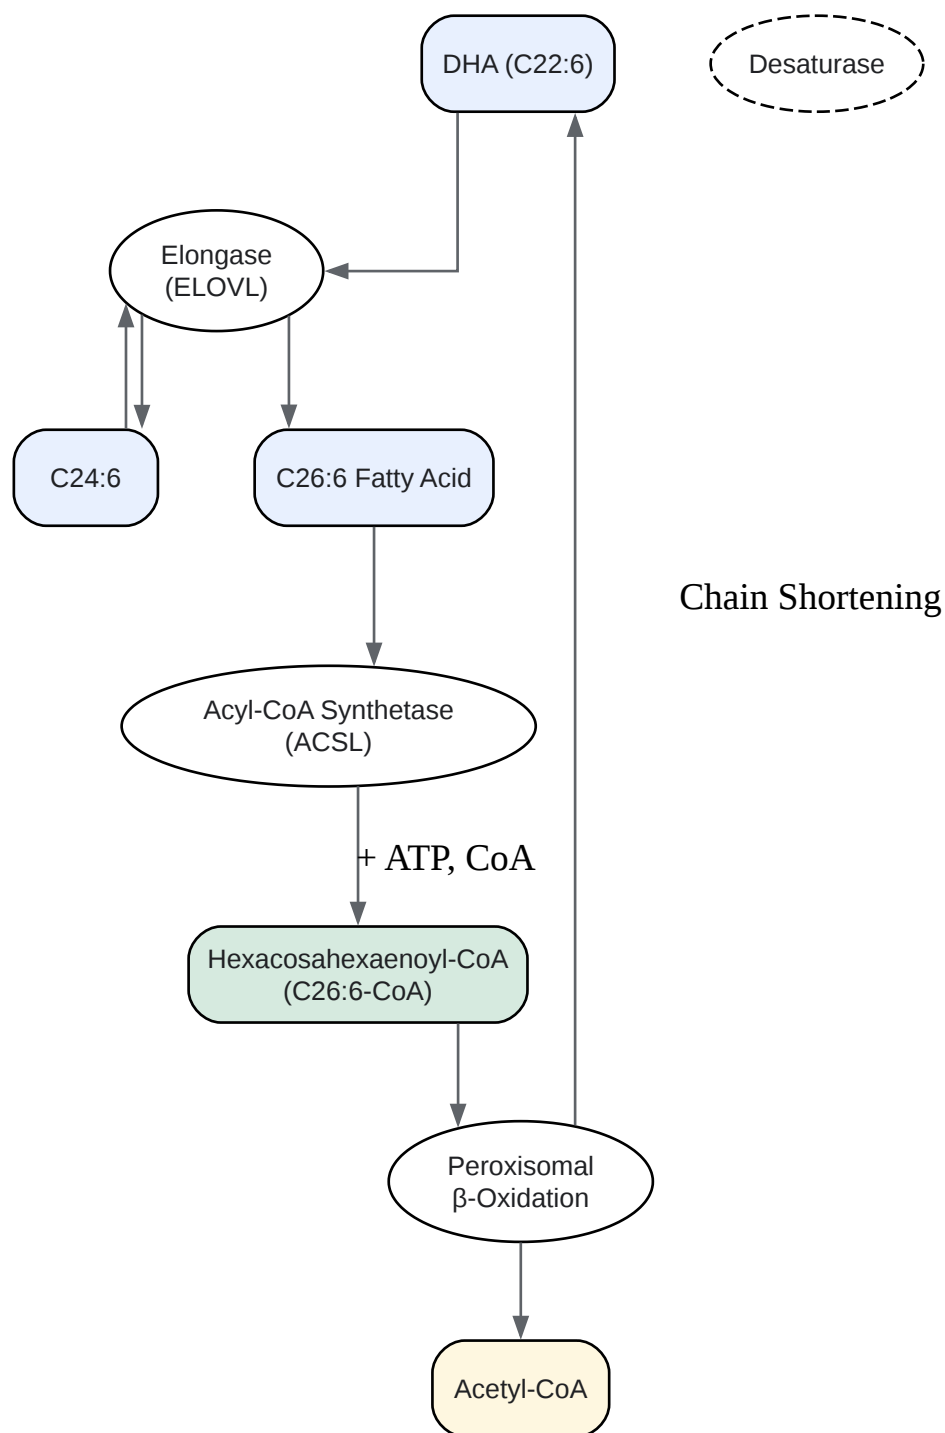 DHA (C22:6)
Desaturase
Elongase
(ELOVL)
C24:6
C26:6 Fatty Acid
Chain Shortening
Acyl-CoA Synthetase
(ACSL)
+ ATP, CoA
Hexacosahexaenoyl-CoA
(C26:6-CoA)
Peroxisomal
β-Oxidation
Acetyl-CoA